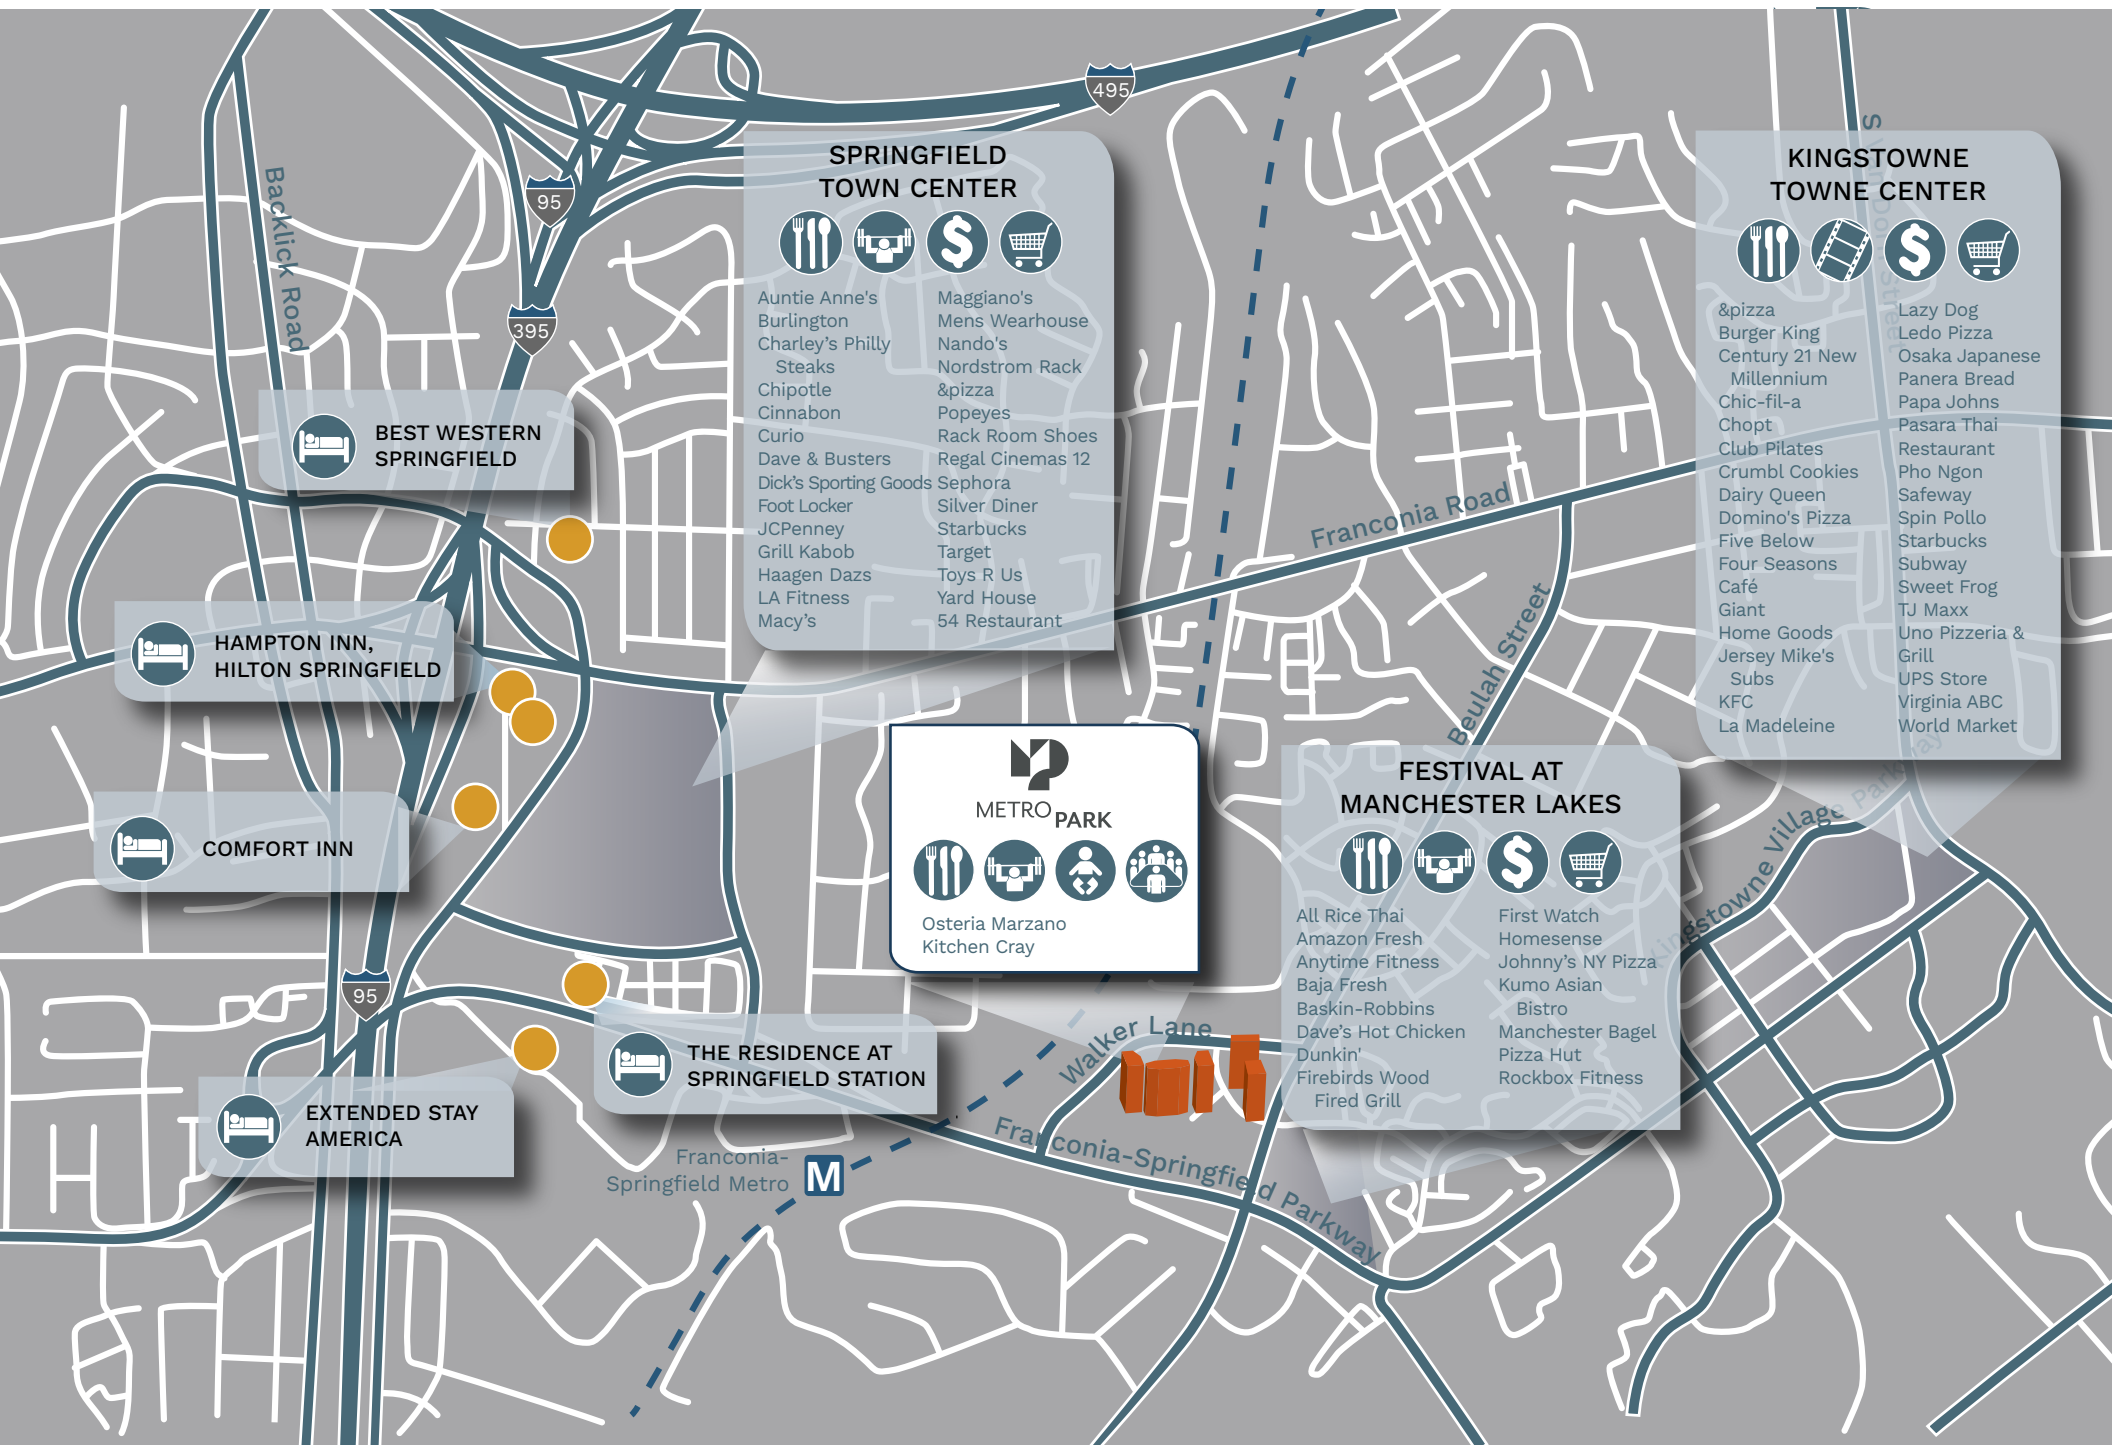 495
95
395
Backlick Road
SPRINGFIELD
TOWN CENTER
Auntie Anne's
Burlington
Charley’s Philly
Steaks
Chipotle
Cinnabon
Curio
Dave & Busters
Dick’s Sporting Goods
Foot Locker
JCPenney
Grill Kabob
Haagen Dazs
LA Fitness
Macy’s
Maggiano's
Mens Wearhouse
Nando's
Nordstrom Rack
&pizza
Popeyes
Rack Room Shoes
Regal Cinemas 12
Sephora
Silver Diner
Starbucks
Target
Toys R Us
Yard House
54 Restaurant
KINGSTOWNE
TOWNE CENTER
&pizza
Burger King
Century 21 New
Millennium
Chic-fil-a
Chopt
Club Pilates
Crumbl Cookies
Dairy Queen
Domino's Pizza
Five Below
Four Seasons
Café
Giant
Home Goods
Jersey Mike's
Subs
KFC
La Madeleine
Lazy Dog
Ledo Pizza
Osaka Japanese
Panera Bread
Papa Johns
Pasara Thai
Restaurant
Pho Ngon
Safeway
Spin Pollo
Starbucks
Subway
Sweet Frog
TJ Maxx
Uno Pizzeria &
Grill
UPS Store
Virginia ABC
World Market
BEST WESTERN
SPRINGFIELD
Franconia Road
HAMPTON INN,
HILTON SPRINGFIELD
Beulah Street
METRO PARK
Osteria Marzano
Kitchen Cray
FESTIVAL AT
MANCHESTER LAKES
All Rice Thai
Amazon Fresh
Anytime Fitness
Baja Fresh
Baskin-Robbins
Dave’s Hot Chicken
Dunkin'
Firebirds Wood
Fired Grill
First Watch
Homesense
Johnny’s NY Pizza
Kumo Asian
Bistro
Manchester Bagel
Pizza Hut
Rockbox Fitness
Kingstowne Village Parkway
COMFORT INN
95
Walker Lane
THE RESIDENCE AT
SPRINGFIELD STATION
EXTENDED STAY
AMERICA
Franconia-
Springfield Metro
M
Franconia-Springfield Parkway